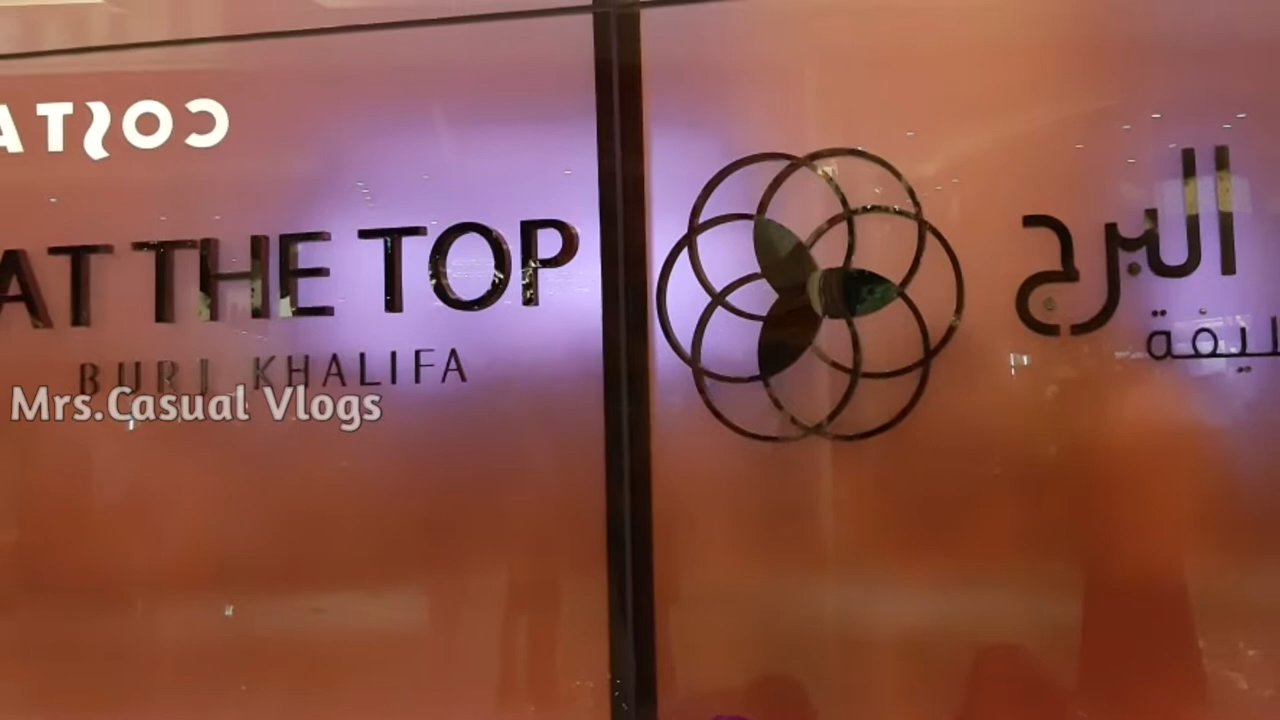 COSTA
AT THE TOP
BURJ KHALIFA
Mrs.Casual Vlogs
البرج